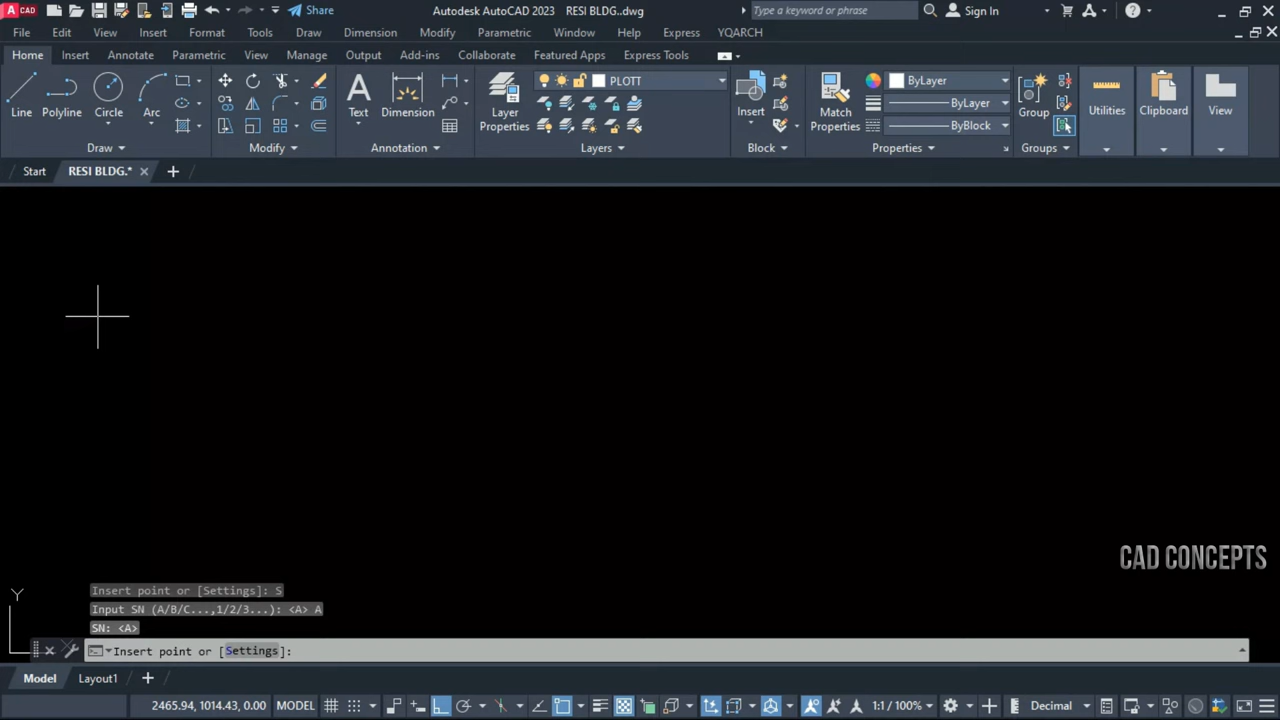 CAD Share Autodesk AutoCAD 2023 RESI BLDG..dwg Type a keyword or phrase Sign In
File Edit View Insert Format Tools Draw Dimension Modify Parametric Window Help Express YQARCH
Home Insert Annotate Parametric View Manage Output Add-ins Collaborate Featured Apps Express Tools
PLOTT ByLayer
ByLayer
ByBlock
Line Polyline Circle Arc Text Dimension Layer Properties Insert Match Properties Group Utilities Clipboard View
Draw Modify Annotation Layers Block Properties Groups
Start RESI BLDG.*
CAD CONCEPTS
Insert point or [Settings]: S
Input SN (A/B/C...,1/2/3...): <A> A
SN: <A>
Y
Insert point or [Settings]:
Model Layout1
2465.94, 1014.43, 0.00 MODEL 1:1 / 100% Decimal